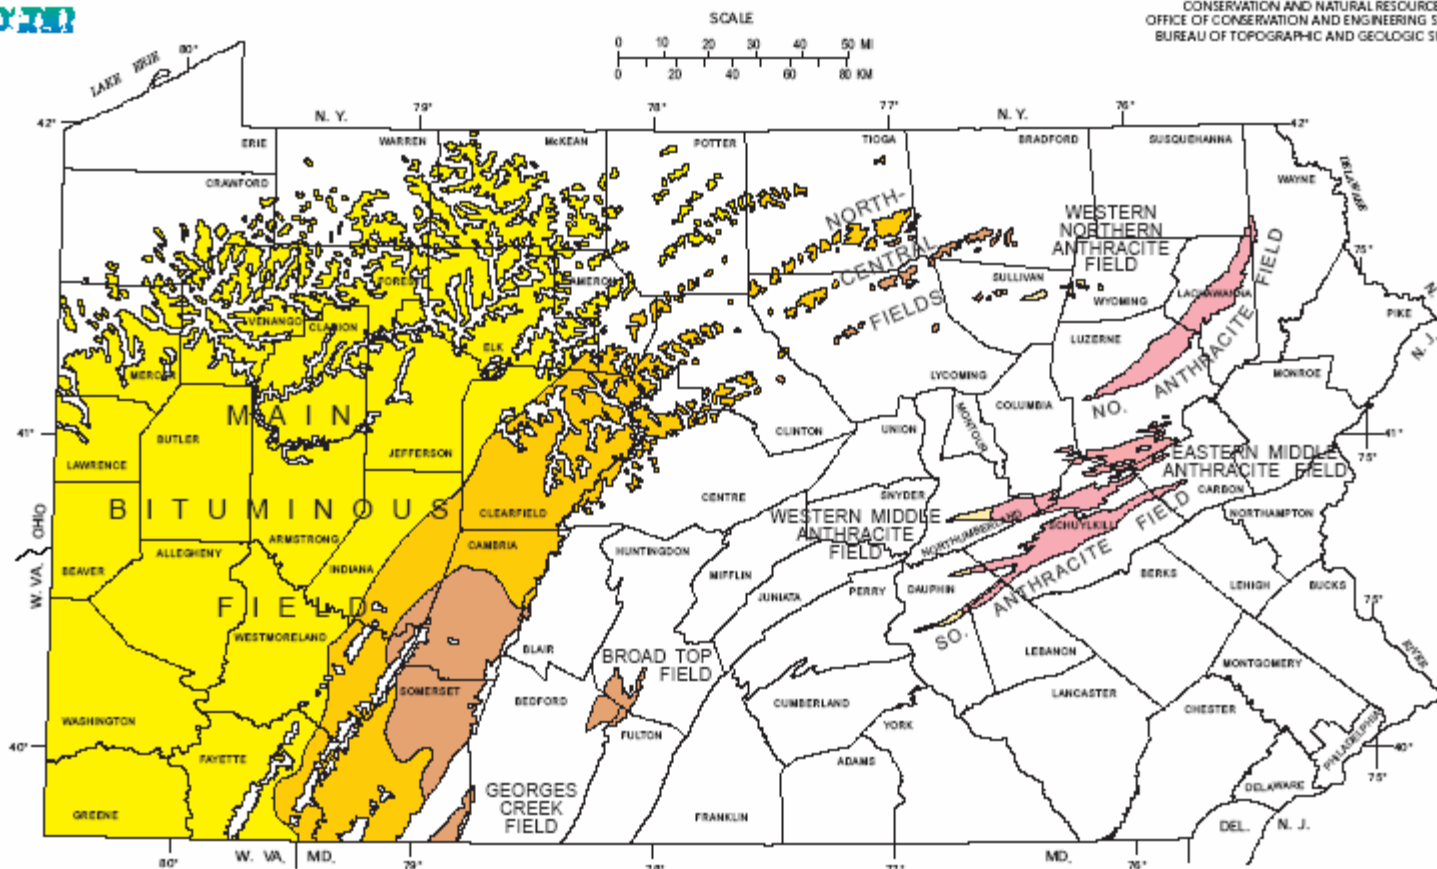 CONSERVATION AND NATURAL RESOURCE
OFFICE OF CONSERVATION AND ENGINEERING S
BUREAU OF TOPOGRAPHIC AND GEOLOGIC S
SCALE
0 10 20 30 40 50 MI
0 20 40 60 80 KM
LAKE ERIE
80°
79°
78°
77°
76°
42°
N. Y.
N. Y.
42°
ERIE
WARREN
McKEAN
POTTER
TIOGA
BRADFORD
SUSQUEHANNA
WAYNE
DELAWARE
CRAWFORD
NORTH-
CENTRAL
FIELDS
WESTERN
NORTHERN
ANTHRACITE
FIELD
75°
FOREST
AMERON
SULLIVAN
WYOMING
LACKAWANNA
PIKE
N.
N. J.
VENANGO
CLARION
ELK
LUZERNE
MERCER
LYCOMING
MONROE
NO. ANTHRACITE FIELD
COLUMBIA
MONTOUR
MAIN
BITUMINOUS
FIELD
41°
BUTLER
JEFFERSON
CLINTON
UNION
41°
75°
LAWRENCE
EASTERN MIDDLE
ANTHRACITE FIELD
CENTRE
SNYDER
CARBON
CLEARFIELD
WESTERN MIDDLE
ANTHRACITE
FIELD
NORTHUMBERLAND
SCHUYLKILL
NORTHAMPTON
OHIO
W. VA.
ALLEGHENY
ARMSTRONG
CAMBRIA
HUNTINGDON
BEAVER
INDIANA
MIFFLIN
JUNIATA
PERRY
DAUPHIN
BERKS
LEHIGH
BUCKS
75°
SO. ANTHRACITE FIELD
WESTMORELAND
BLAIR
BROAD TOP
FIELD
LEBANON
MONTGOMERY
RIVER
SOMERSET
BEDFORD
CUMBERLAND
LANCASTER
CHESTER
WASHINGTON
YORK
FULTON
PHILADELPHIA
40°
40°
75°
FAYETTE
ADAMS
GEORGES
CREEK
FIELD
DELAWARE
GREENE
FRANKLIN
DEL.
N. J.
80°
W. VA.
MD.
79°
MD.
76°